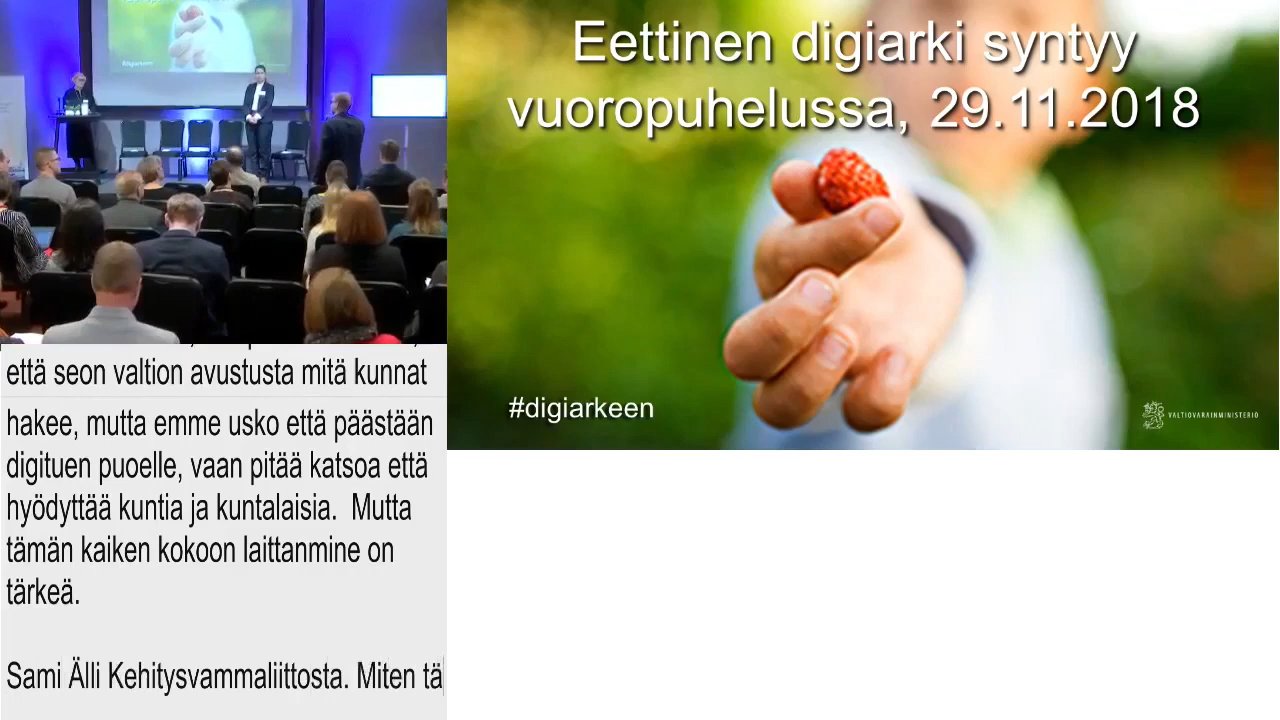 Eettinen digiarki syntyy
vuoropuhelussa, 29.11.2018
#digiarkeen
VALTIOVARAINMINISTERIÖ
että seon valtion avustusta mitä kunnat
hakee, mutta emme usko että päästään
digituen puoelle, vaan pitää katsoa että
hyödyttää kuntia ja kuntalaisia. Mutta
tämän kaiken kokoon laittanmine on
tärkeä.
Sami Älli Kehitysvammaliittosta. Miten tä